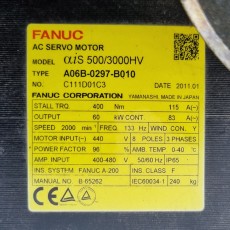 FANUC
AC SERVO MOTOR
MODEL αiS 500/3000HV
TYPE A06B-0297-B010
NO. C111D01C3 DATE 2011.01
FANUC CORPORATION YAMANASHI, MADE IN JAPAN
STALL TRQ. 400 Nm 115 A(~)
OUTPUT 60 kW CONT. 83 A(~)
SPEED 2000 min⁻¹ FREQ 133 Hz WIND Y
MOTOR INPUT(~) 440 V 8 POLES 3 PHASES
POWER FACTOR 96 % AMB. TEMP. 0-40 ℃
AMP INPUT 400-480 V 50/60 Hz IP65
INS. SYSTEM FANUC A-200 INS. CLASS F
MANUAL B-65262 IEC60034-1 240 kg